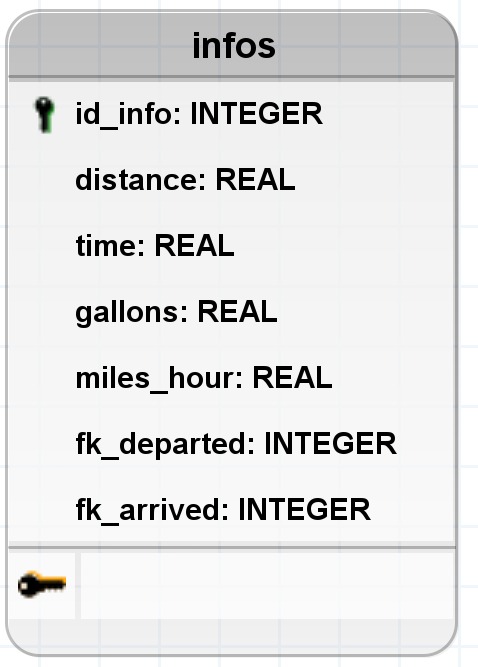 infos
id_info: INTEGER
distance: REAL
time: REAL
gallons: REAL
miles_hour: REAL
fk_departed: INTEGER
fk_arrived: INTEGER